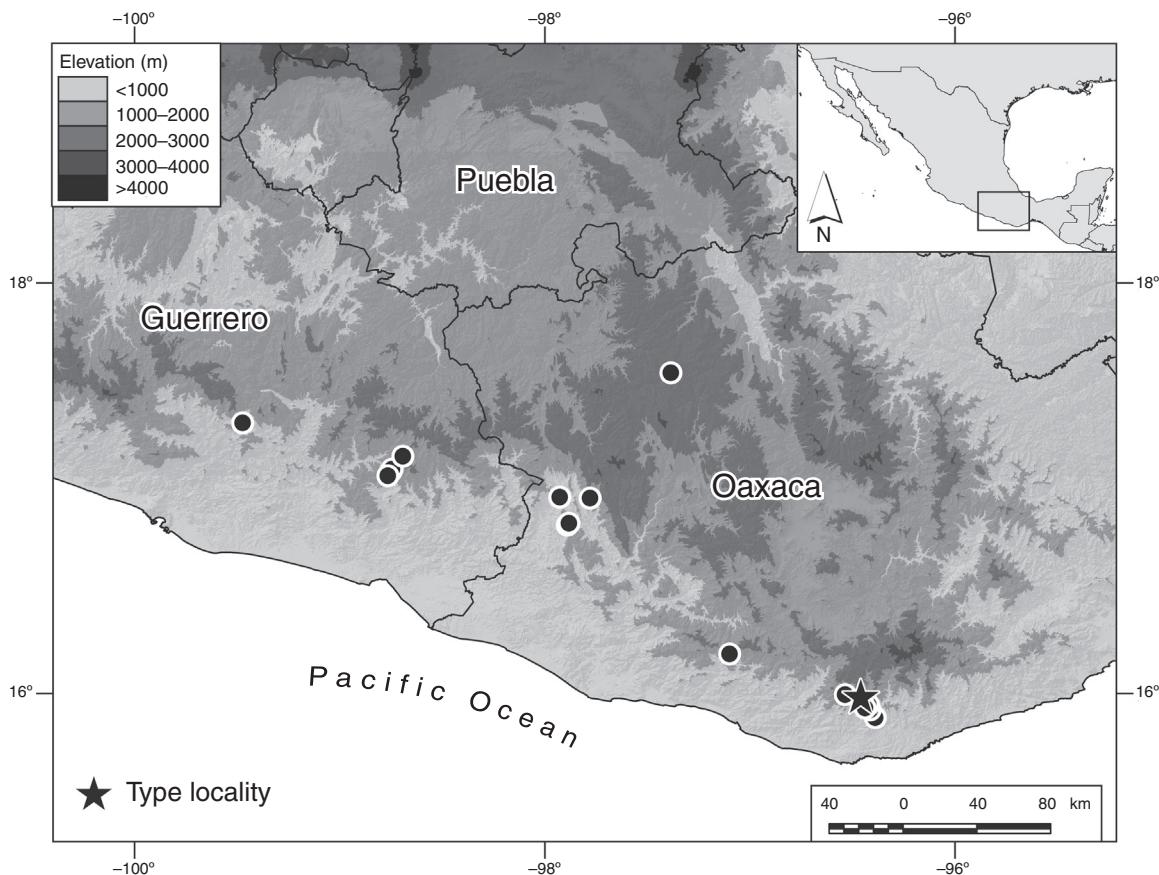 –100°
–98°
–96°
Elevation (m)
<1000
1000–2000
2000–3000
3000–4000
>4000
N
Puebla
18°
18°
Guerrero
Oaxaca
16°
16°
Pacific Ocean
Type locality
40 0 40 80 km
–100°
–98°
–96°